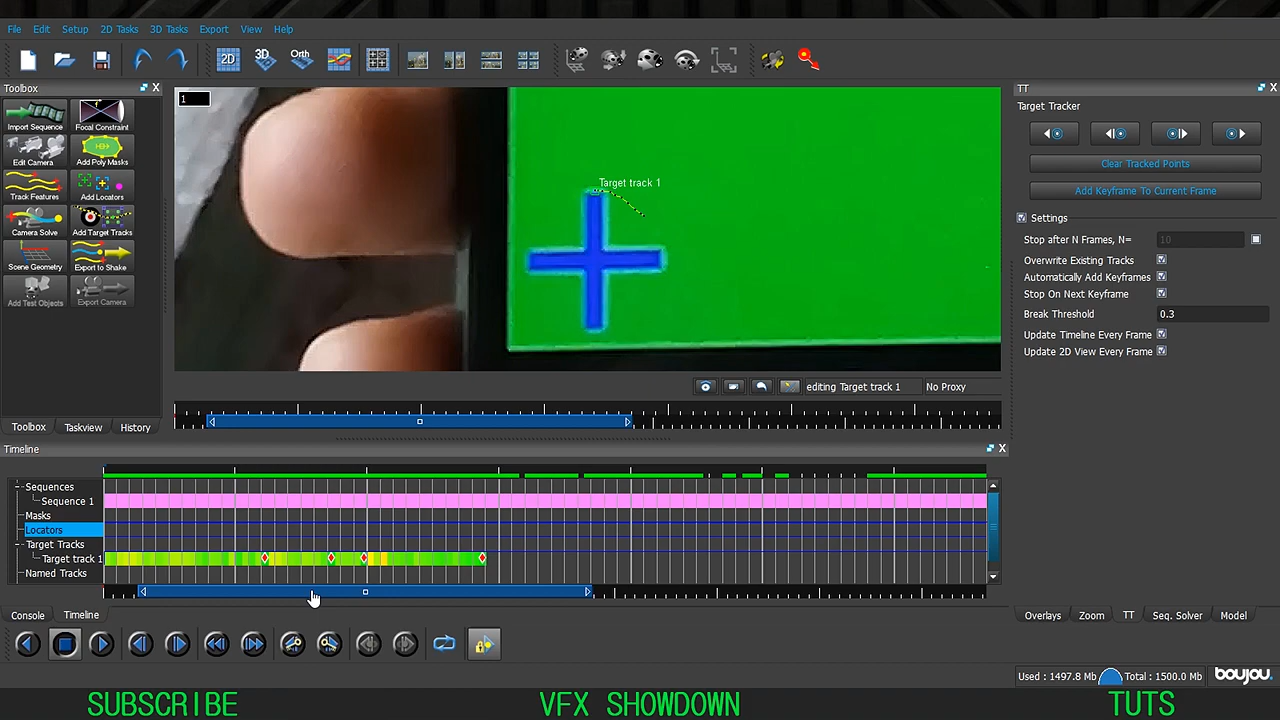 File Edit Setup 2D Tasks 3D Tasks Export View Help
2D 3D Orth
Toolbox
Import Sequence Focal Constraint
Edit Camera Add Poly Masks
Track Features Add Locators
Camera Solve Add Target Tracks
Scene Geometry Export to Shake
Add Test Objects Export Camera
Toolbox Taskview History
1
Target track 1
editing Target track 1 No Proxy
TT
Target Tracker
Clear Tracked Points
Add Keyframe To Current Frame
Settings
Stop after N Frames, N= 10
Overwrite Existing Tracks
Automatically Add Keyframes
Stop On Next Keyframe
Break Threshold 0.3
Update Timeline Every Frame
Update 2D View Every Frame
Timeline
Sequences
Sequence 1
Masks
Locators
Target Tracks
Target track 1
Named Tracks
Console Timeline
Overlays Zoom TT Seq. Solver Model
Used : 1497.8 Mb Total : 1500.0 Mb boujou
SUBSCRIBE VFX SHOWDOWN TUTS